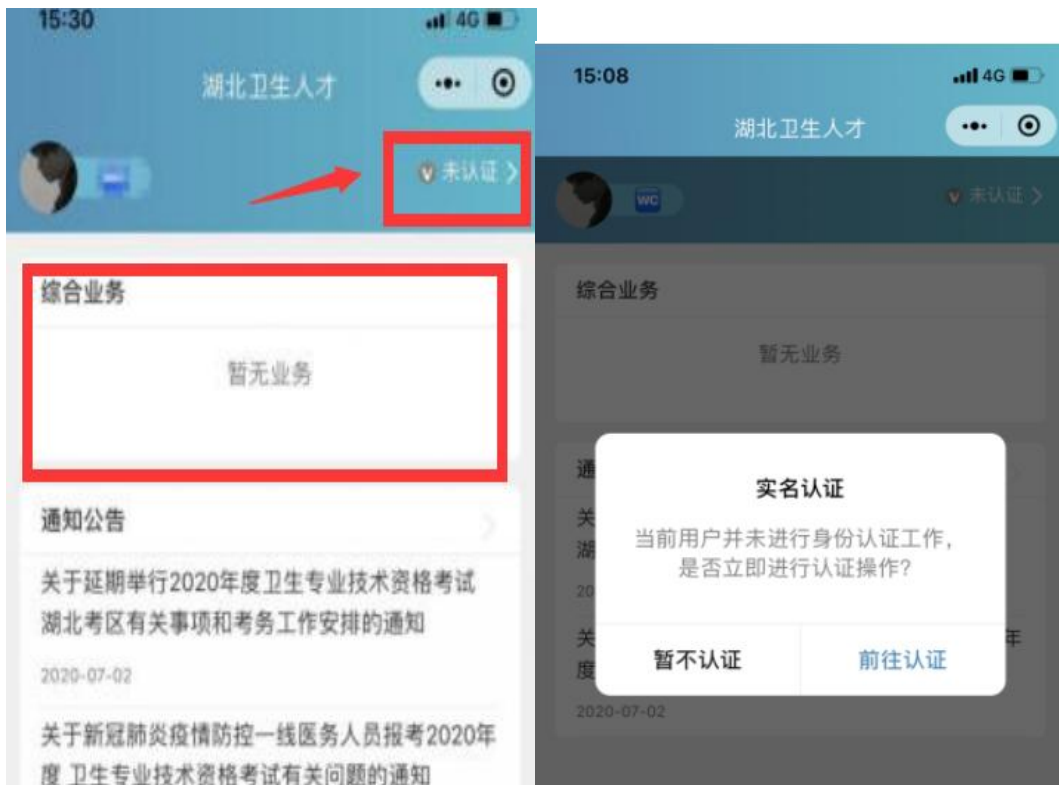 15:30
4G
湖北卫生人才
未认证
综合业务
暂无业务
通知公告
关于延期举行2020年度卫生专业技术资格考试
湖北考区有关事项和考务工作安排的通知
2020-07-02
关于新冠肺炎疫情防控一线医务人员报考2020年
度 卫生专业技术资格考试有关问题的通知
15:08
4G
湖北卫生人才
WC
未认证
综合业务
暂无业务
通
关
湖
20
关
年
度
2020-07-02
实名认证
当前用户并未进行身份认证工作，
是否立即进行认证操作？
暂不认证
前往认证